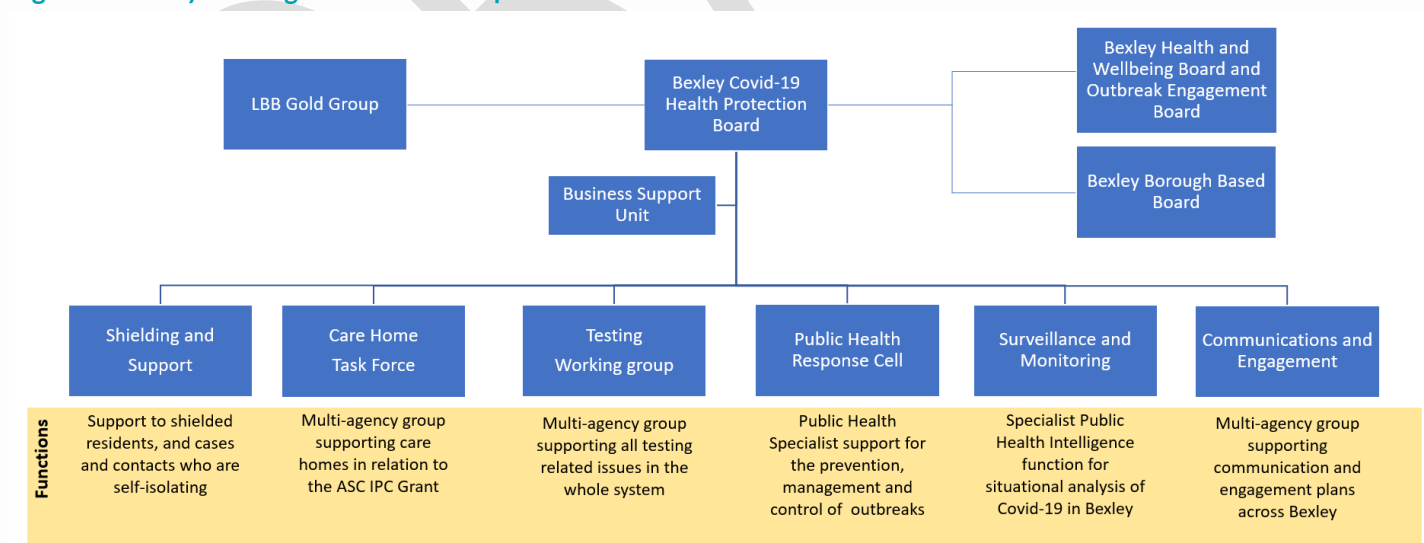 LBB Gold Group
Bexley Covid-19
Health Protection
Board
Bexley Health and
Wellbeing Board and
Outbreak Engagement
Board
Bexley Borough Based
Board
Business Support
Unit
Shielding and
Support
Care Home
Task Force
Testing
Working group
Public Health
Response Cell
Surveillance and
Monitoring
Communications and
Engagement
Functions
Support to shielded
residents, and cases
and contacts who are
self-isolating
Multi-agency group
supporting care
homes in relation to
the ASC IPC Grant
Multi-agency group
supporting all testing
related issues in the
whole system
Public Health
Specialist support for
the prevention,
management and
control of outbreaks
Specialist Public
Health Intelligence
function for
situational analysis of
Covid-19 in Bexley
Multi-agency group
supporting
communication and
engagement plans
across Bexley